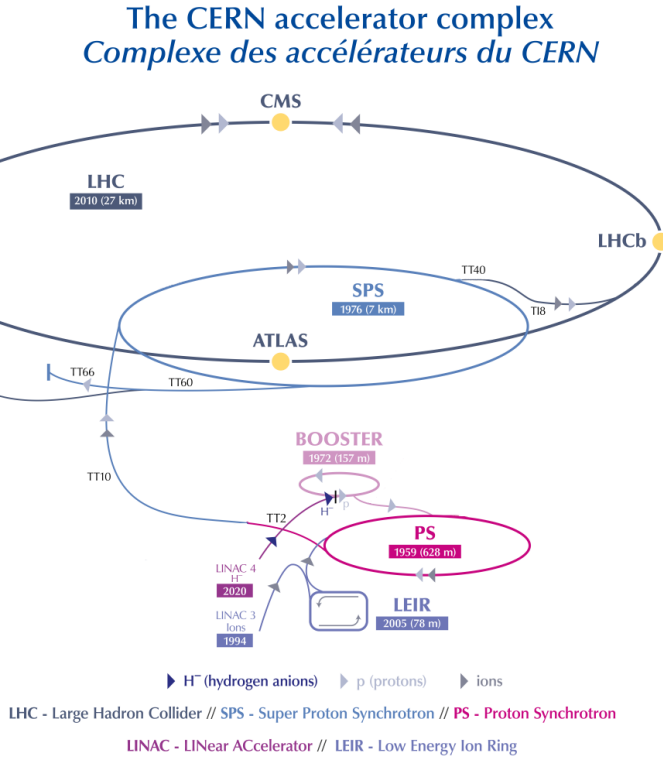 The CERN accelerator complex
Complexe des accélérateurs du CERN
CMS
LHC
2010 (27 km)
LHCb
TT40
SPS
1976 (7 km)
TI8
ATLAS
TT66
TT60
BOOSTER
1972 (157 m)
TT10
H⁻
p
TT2
PS
1959 (628 m)
LINAC 4
H⁻
2020
LEIR
2005 (78 m)
LINAC 3
Ions
1994
H⁻ (hydrogen anions) p (protons) ions
LHC - Large Hadron Collider // SPS - Super Proton Synchrotron // PS - Proton Synchrotron
LINAC - LINear ACcelerator // LEIR - Low Energy Ion Ring